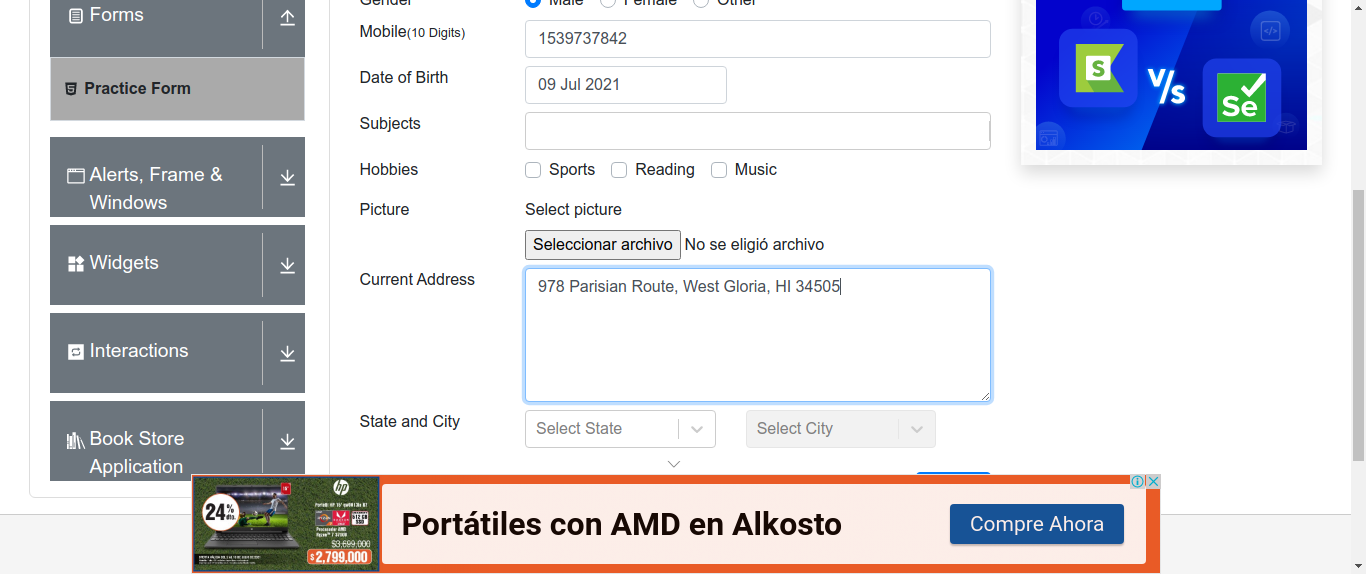 Forms
Practice Form
Alerts, Frame &
Windows
Widgets
Interactions
Book Store
Application
Gender
Male Female Other
Mobile(10 Digits)
1539737842
Date of Birth
09 Jul 2021
Subjects
Hobbies
Sports Reading Music
Picture
Select picture
Seleccionar archivo No se eligió archivo
Current Address
978 Parisian Route, West Gloria, HI 34505
State and City
Select State
Select City
S
V/s
Se
24%
dto.
hp
$3,699,000
$2,799,000
Portátiles con AMD en Alkosto
Compre Ahora